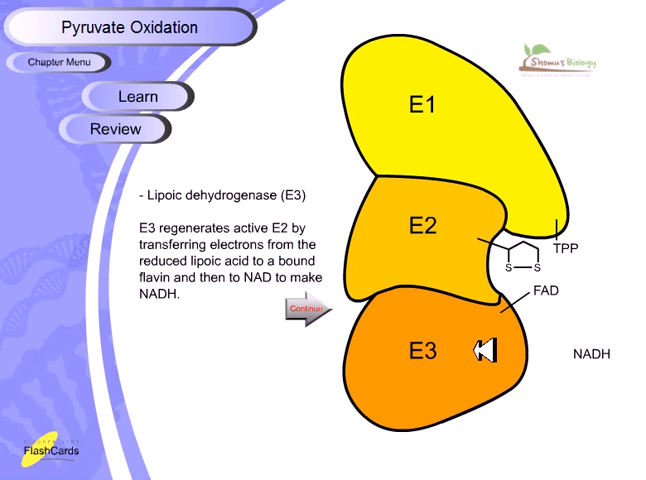 Pyruvate Oxidation
Chapter Menu
Learn
Review
Shomu's Biology
E1
- Lipoic dehydrogenase (E3)
E3 regenerates active E2 by
transferring electrons from the
reduced lipoic acid to a bound
flavin and then to NAD to make
NADH.
Continue
E2
TPP
S S
FAD
E3
NADH
FlashCards